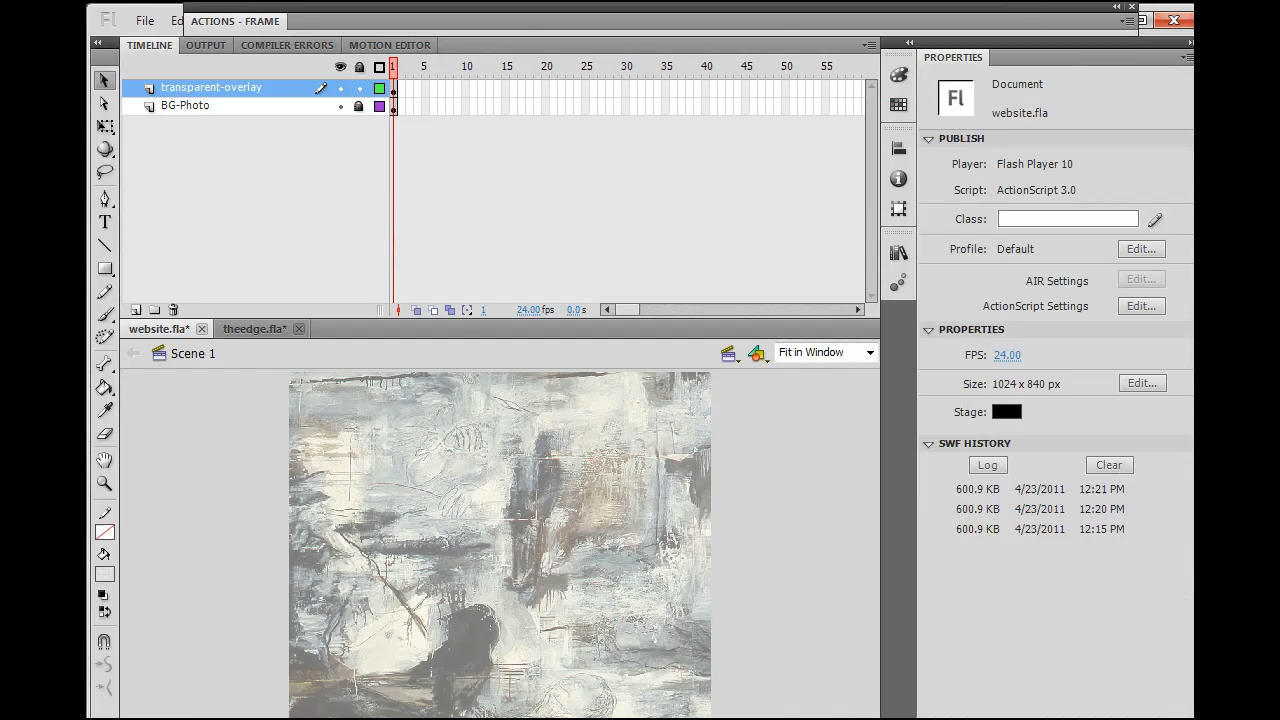 Fl File Ed ACTIONS - FRAME
TIMELINE OUTPUT COMPILER ERRORS MOTION EDITOR
1 5 10 15 20 25 30 35 40 45 50 55
transparent-overlay
BG-Photo
1 24.00 fps 0.0 s
website.fla* theedge.fla*
Scene 1 Fit in Window
PROPERTIES
Fl
Document
website.fla
PUBLISH
Player: Flash Player 10
Script: ActionScript 3.0
Class:
Profile: Default Edit...
AIR Settings Edit...
ActionScript Settings Edit...
PROPERTIES
FPS: 24.00
Size: 1024 x 840 px Edit...
Stage:
SWF HISTORY
Log Clear
600.9 KB 4/23/2011 12:21 PM
600.9 KB 4/23/2011 12:20 PM
600.9 KB 4/23/2011 12:15 PM